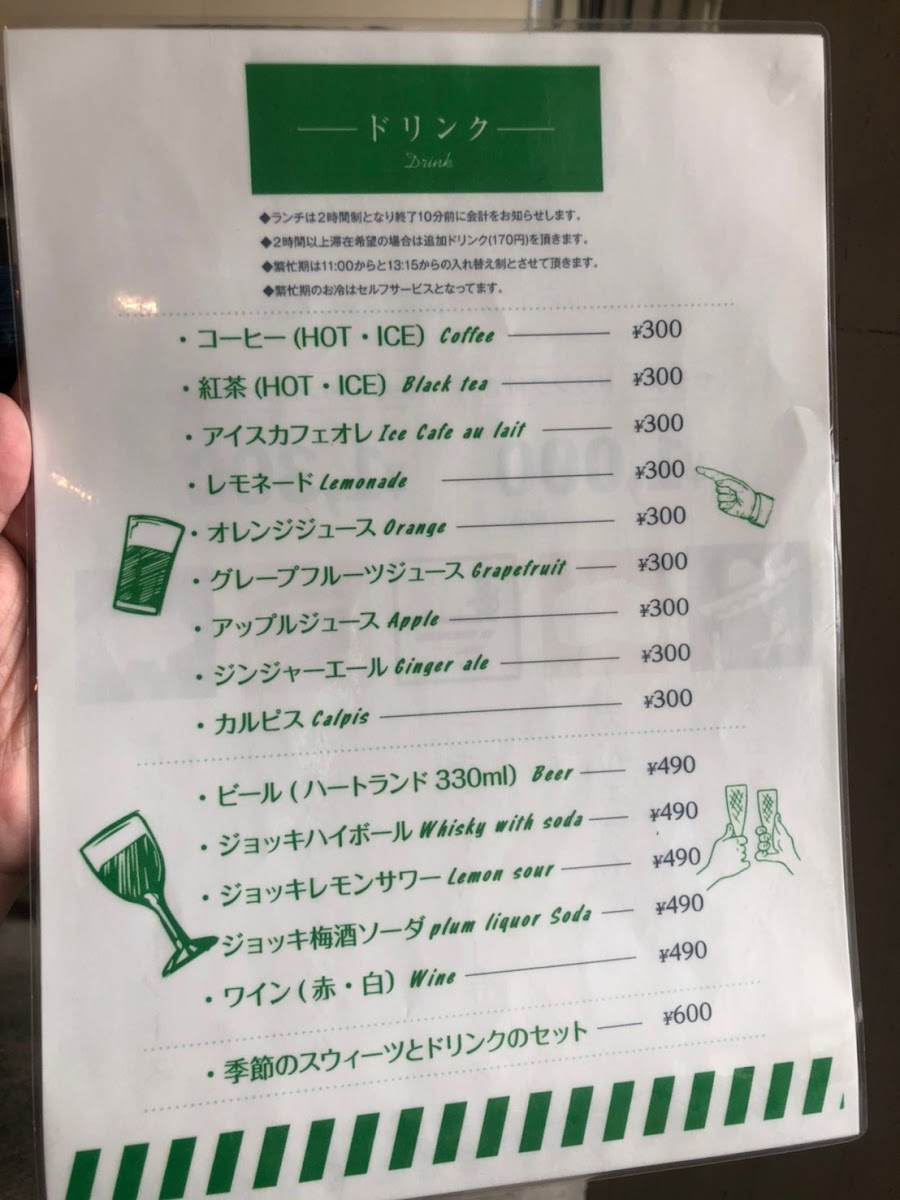 ドリンク
Drink
◆ランチは2時間制となり終了10分前に会計をお知らせします。
◆2時間以上滞在希望の場合は追加ドリンク(170円)を頂きます。
◆繁忙期は11:00からと13:15からの入れ替え制とさせて頂きます。
◆繁忙期のお冷はセルフサービスとなってます。
・コーヒー(HOT・ICE) Coffee ¥300
・紅茶(HOT・ICE) Black tea ¥300
・アイスカフェオレ Ice Cafe au lait ¥300
・レモネード Lemonade ¥300
・オレンジジュース Orange ¥300
・グレープフルーツジュース Grapefruit ¥300
・アップルジュース Apple ¥300
・ジンジャーエール Ginger ale ¥300
・カルピス Calpis ¥300
・ビール(ハートランド 330ml) Beer ¥490
・ジョッキハイボール Whisky with soda ¥490
・ジョッキレモンサワー Lemon sour ¥490
ジョッキ梅酒ソーダ plum liquor Soda ¥490
・ワイン(赤・白) Wine ¥490
・季節のスウィーツとドリンクのセット ¥600